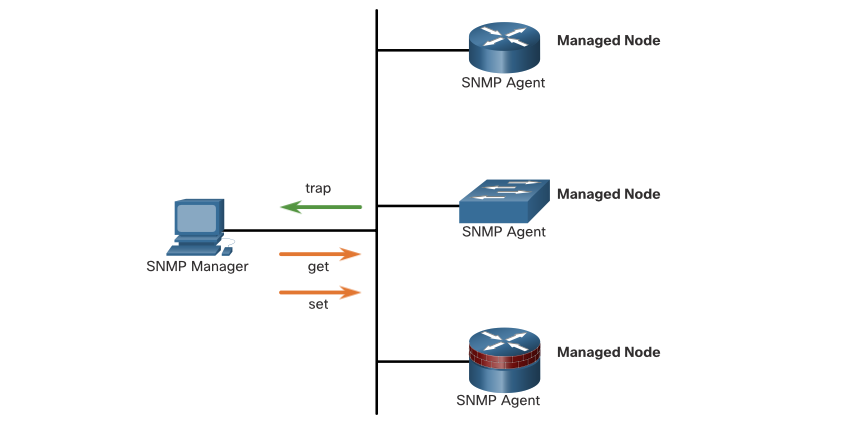 Managed Node
SNMP Agent
trap
Managed Node
SNMP Agent
SNMP Manager
get
set
Managed Node
SNMP Agent